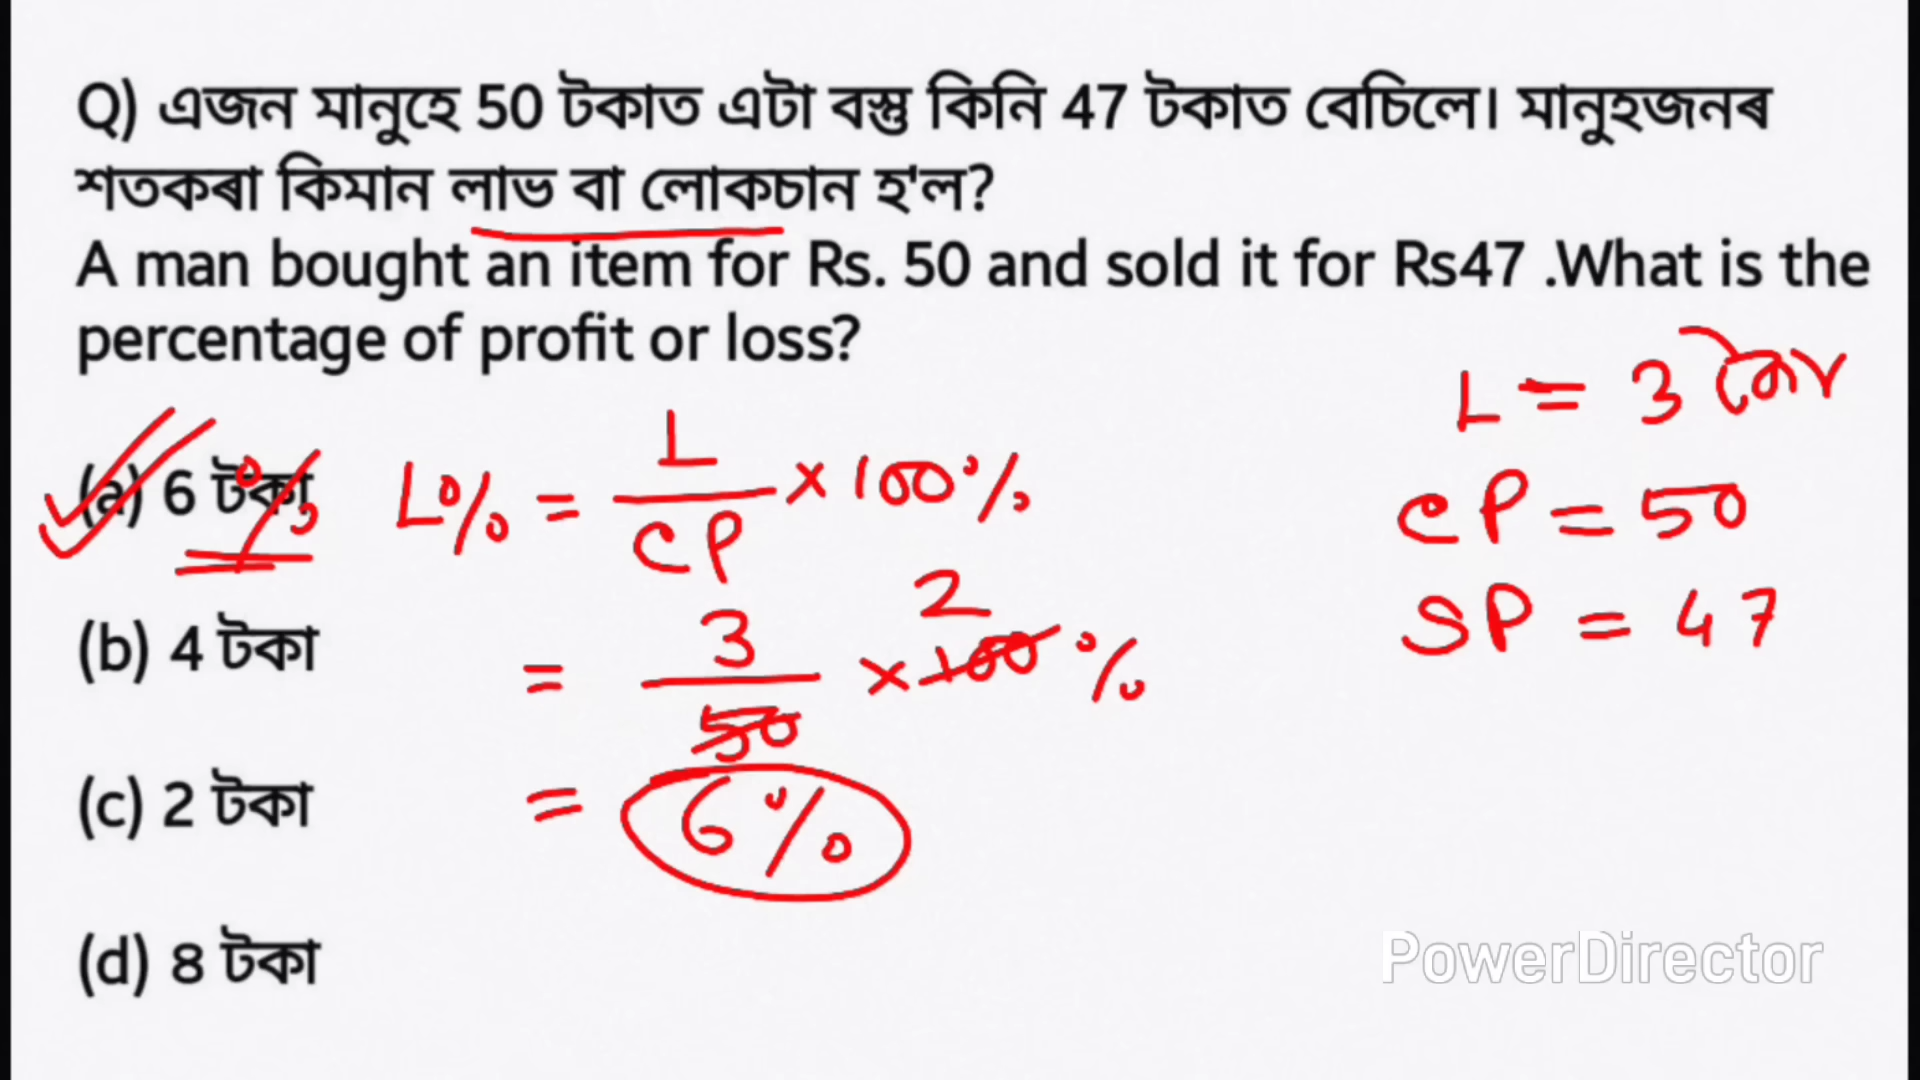 Q) এজন মানুহে 50 টকাত এটা বস্তু কিনি 47 টকাত বেচিলে। মানুহজনৰ
শতকৰা কিমান লাভ বা লোকচান হ'ল?
A man bought an item for Rs. 50 and sold it for Rs47 .What is the
percentage of profit or loss?
L = 3
CP = 50
SP = 47
(a) 6 টকা %
L% = L/CP × 100%
(b) 4 টকা
= 3/50 × 100 % 2
(c) 2 টকা
= 6%
(d) 8 টকা
PowerDirector